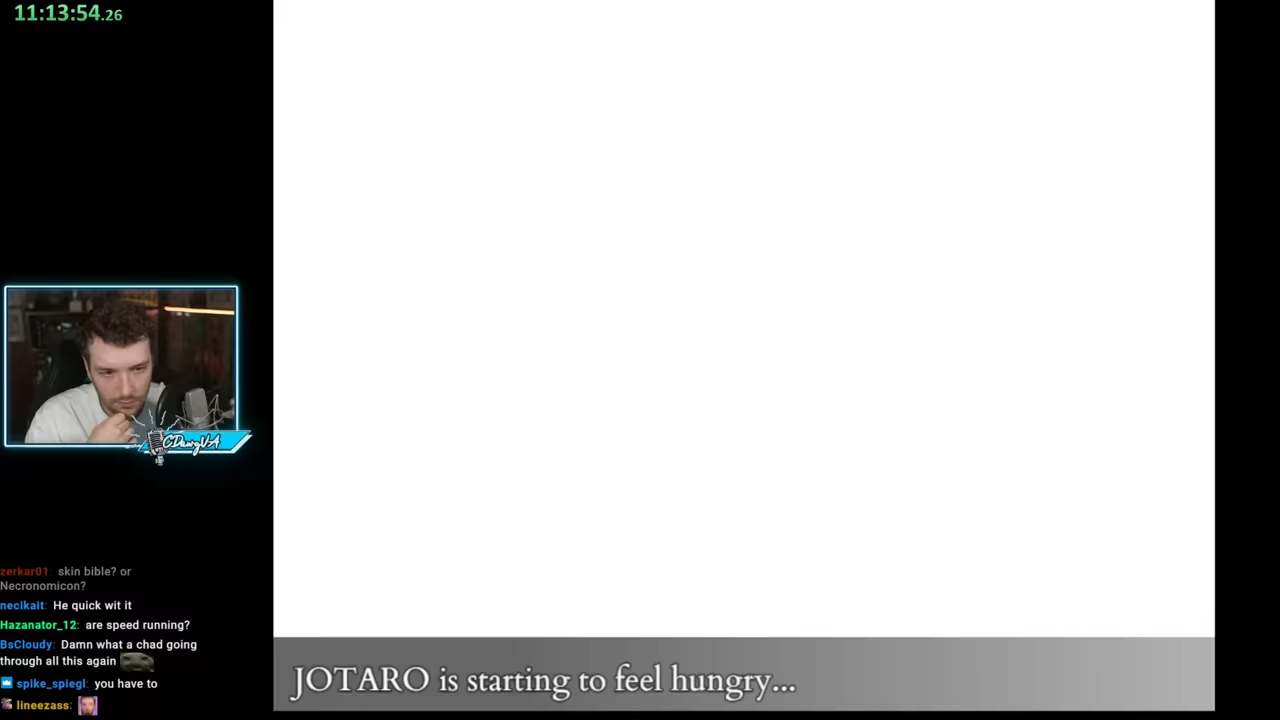 11:13:54.26
CDawgVA
zerkar01: skin bible? or
Necronomicon?
necikait: He quick wit it
Hazanator_12: are speed running?
BsCloudy: Damn what a chad going
through all this again
spike_spiegl: you have to
lineezass:
JOTARO is starting to feel hungry...